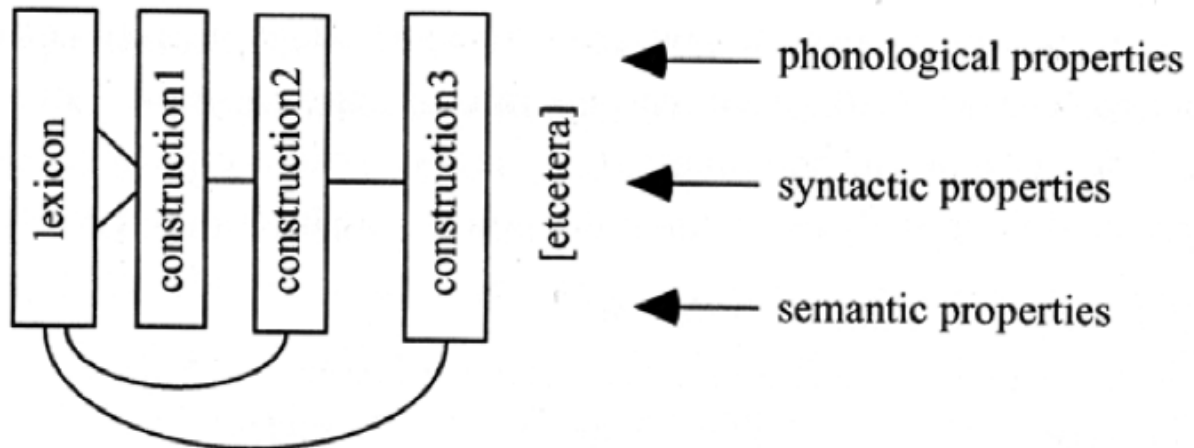 lexicon
construction1
construction2
construction3
[etcetera]
phonological properties
syntactic properties
semantic properties